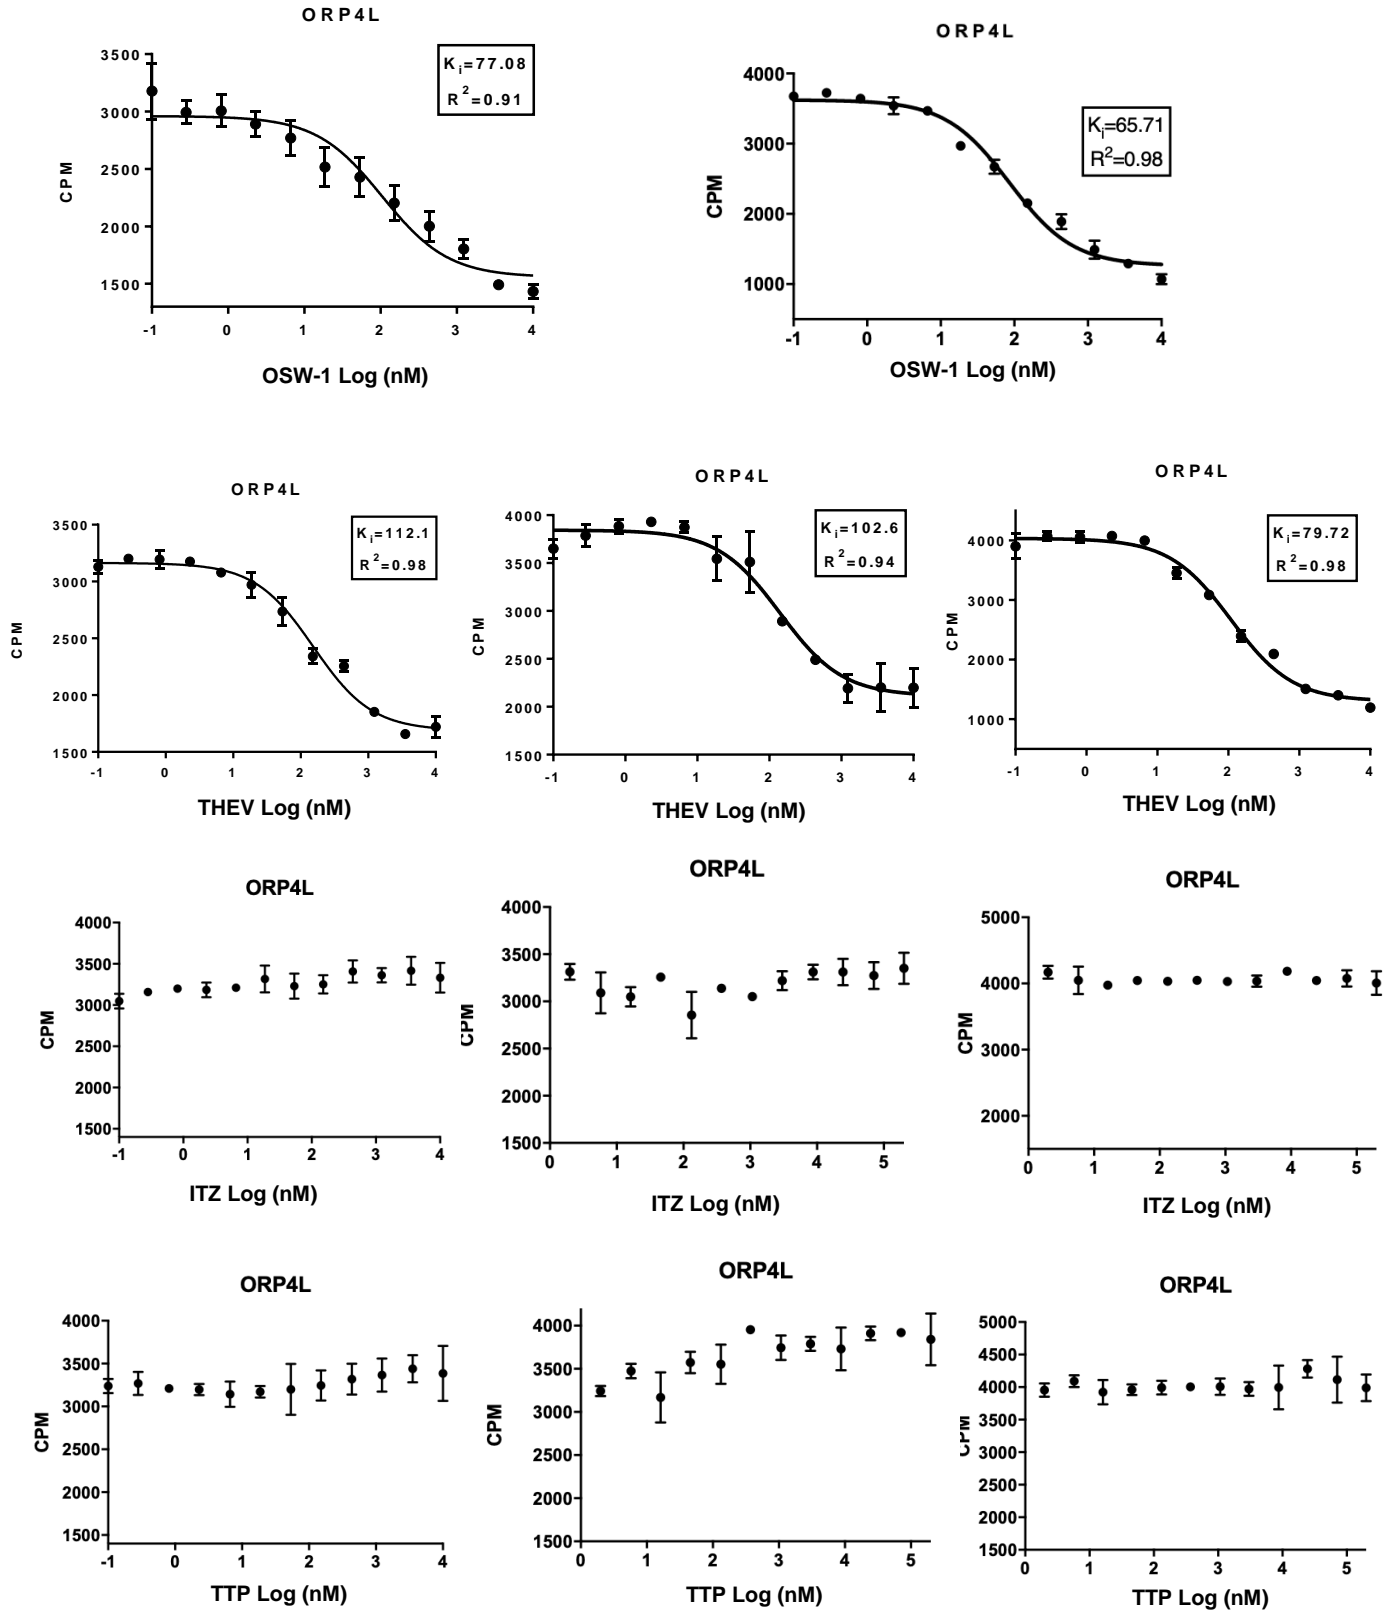 ORP4L
3500
3000
2500
2000
1500
CPM
Ki=77.08
R2=0.91
-1 0 1 2 3 4
OSW-1 Log (nM)
ORP4L
4000
3000
2000
1000
CPM
Ki=65.71
R2=0.98
-1 0 1 2 3 4
OSW-1 Log (nM)
ORP4L
3500
3000
2500
2000
1500
CPM
Ki=112.1
R2=0.98
-1 0 1 2 3 4
THEV Log (nM)
ORP4L
4000
3500
3000
2500
2000
1500
CPM
Ki=102.6
R2=0.94
-1 0 1 2 3 4
THEV Log (nM)
ORP4L
4000
3000
2000
1000
CPM
Ki=79.72
R2=0.98
-1 0 1 2 3 4
THEV Log (nM)
ORP4L
4000
3500
3000
2500
2000
1500
CPM
-1 0 1 2 3 4
ITZ Log (nM)
ORP4L
4000
3500
3000
2500
2000
1500
CPM
0 1 2 3 4 5
ITZ Log (nM)
ORP4L
5000
4000
3000
2000
CPM
0 1 2 3 4 5
ITZ Log (nM)
ORP4L
4000
3500
3000
2500
2000
1500
CPM
-1 0 1 2 3 4
TTP Log (nM)
ORP4L
4000
3500
3000
2500
2000
1500
CPM
0 1 2 3 4 5
TTP Log (nM)
ORP4L
5000
4500
4000
3500
3000
2500
2000
1500
CPM
0 1 2 3 4 5
TTP Log (nM)